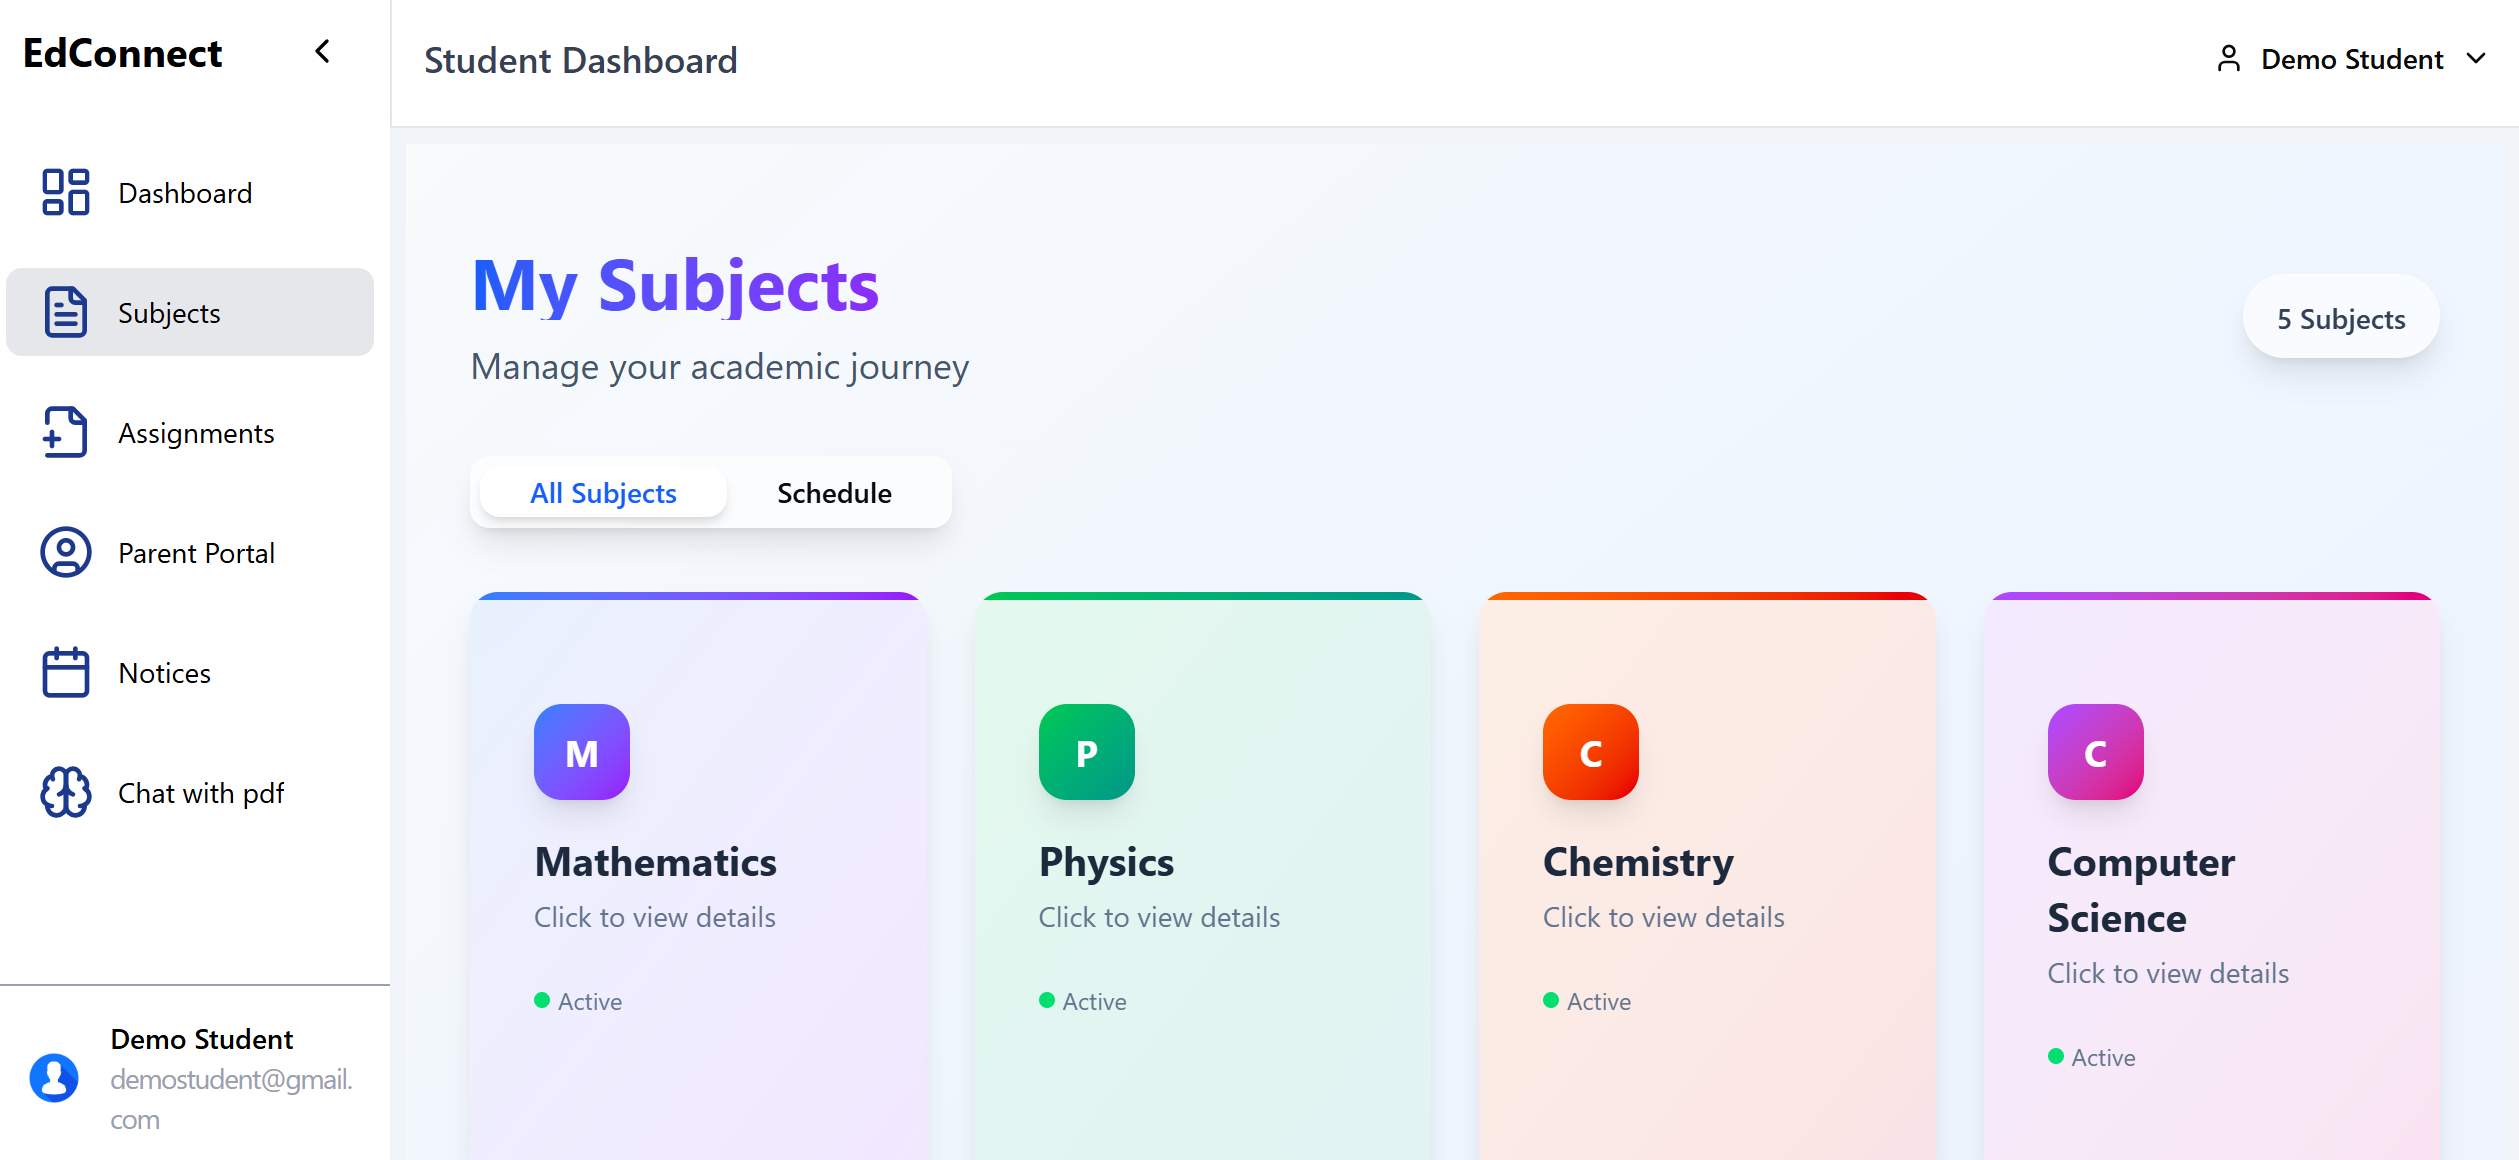 EdConnect
Student Dashboard
Demo Student
Dashboard
Subjects
Assignments
Parent Portal
Notices
Chat with pdf
Demo Student
demostudent@gmail.
com
My Subjects
Manage your academic journey
5 Subjects
All Subjects
Schedule
M
Mathematics
Click to view details
Active
P
Physics
Click to view details
Active
C
Chemistry
Click to view details
Active
C
Computer
Science
Click to view details
Active